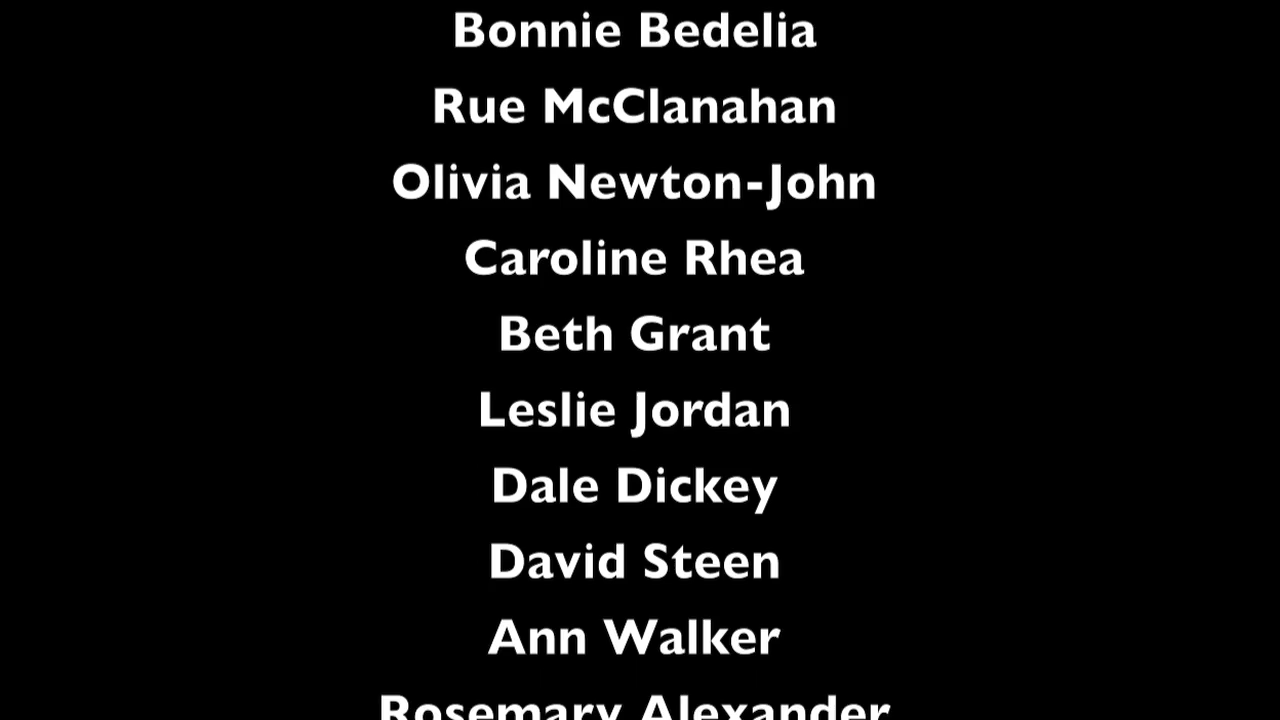 Bonnie Bedelia
Rue McClanahan
Olivia Newton-John
Caroline Rhea
Beth Grant
Leslie Jordan
Dale Dickey
David Steen
Ann Walker
Rosemary Alexander